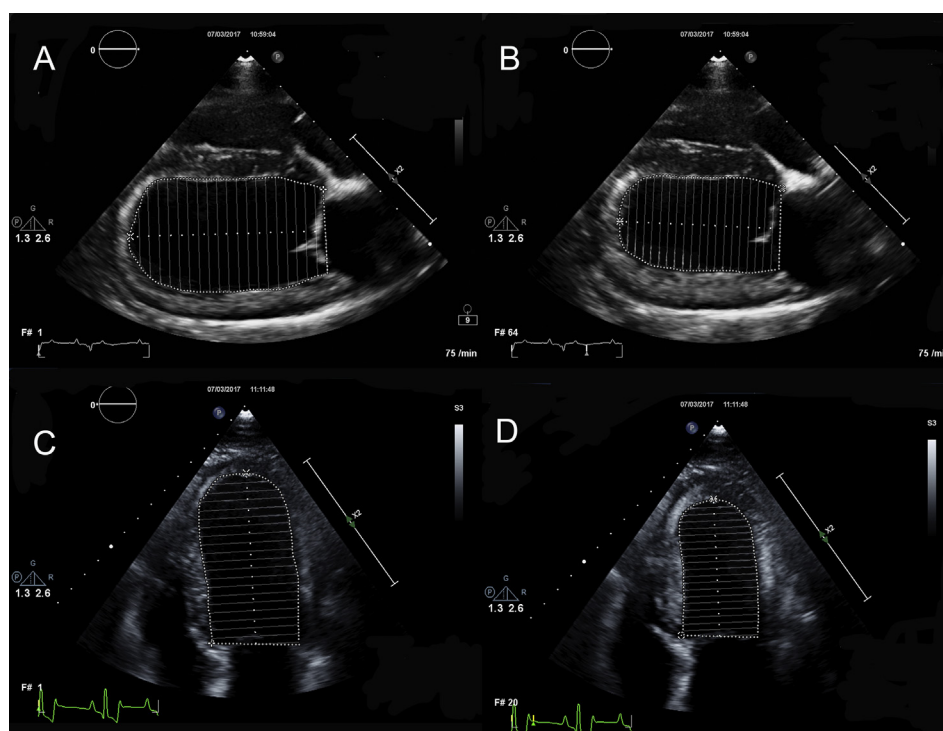 A
07/03/2017 10:59:04
0
P
X2
G
P R
1.3 2.6
9
F# 1
75 /min
B
07/03/2017 10:59:04
0
P
X2
G
P R
1.3 2.6
F# 64
75 /min
C
07/03/2017 11:11:48
0
P
S3
X2
G
P R
1.3 2.6
F# 1
D
07/03/2017 11:11:48
P
S3
X2
G
P R
1.3 2.6
F# 20